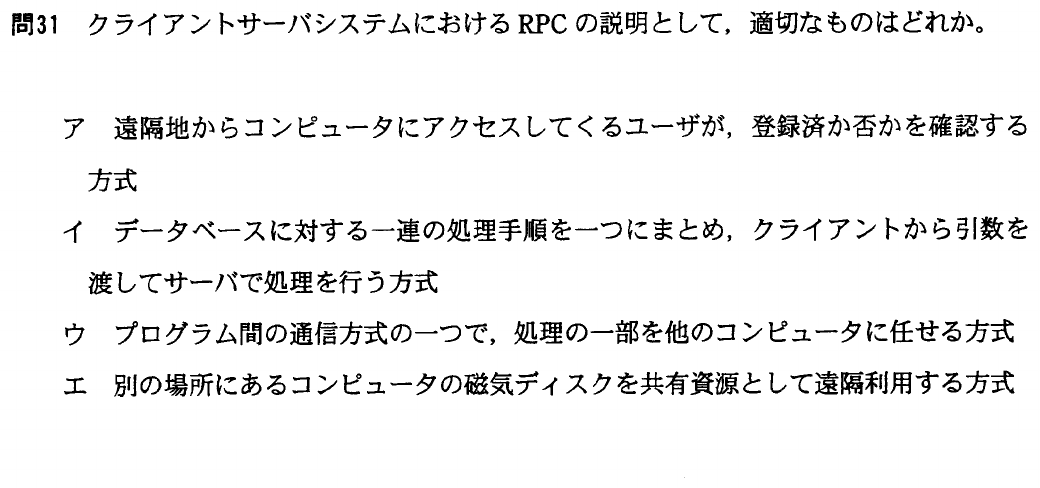 問31 クライアントサーバシステムにおける RPC の説明として，適切なものはどれか。
ア 遠隔地からコンピュータにアクセスしてくるユーザが，登録済か否かを確認する
方式
イ データベースに対する一連の処理手順を一つにまとめ，クライアントから引数を
渡してサーバで処理を行う方式
ウ プログラム間の通信方式の一つで，処理の一部を他のコンピュータに任せる方式
エ 別の場所にあるコンピュータの磁気ディスクを共有資源として遠隔利用する方式